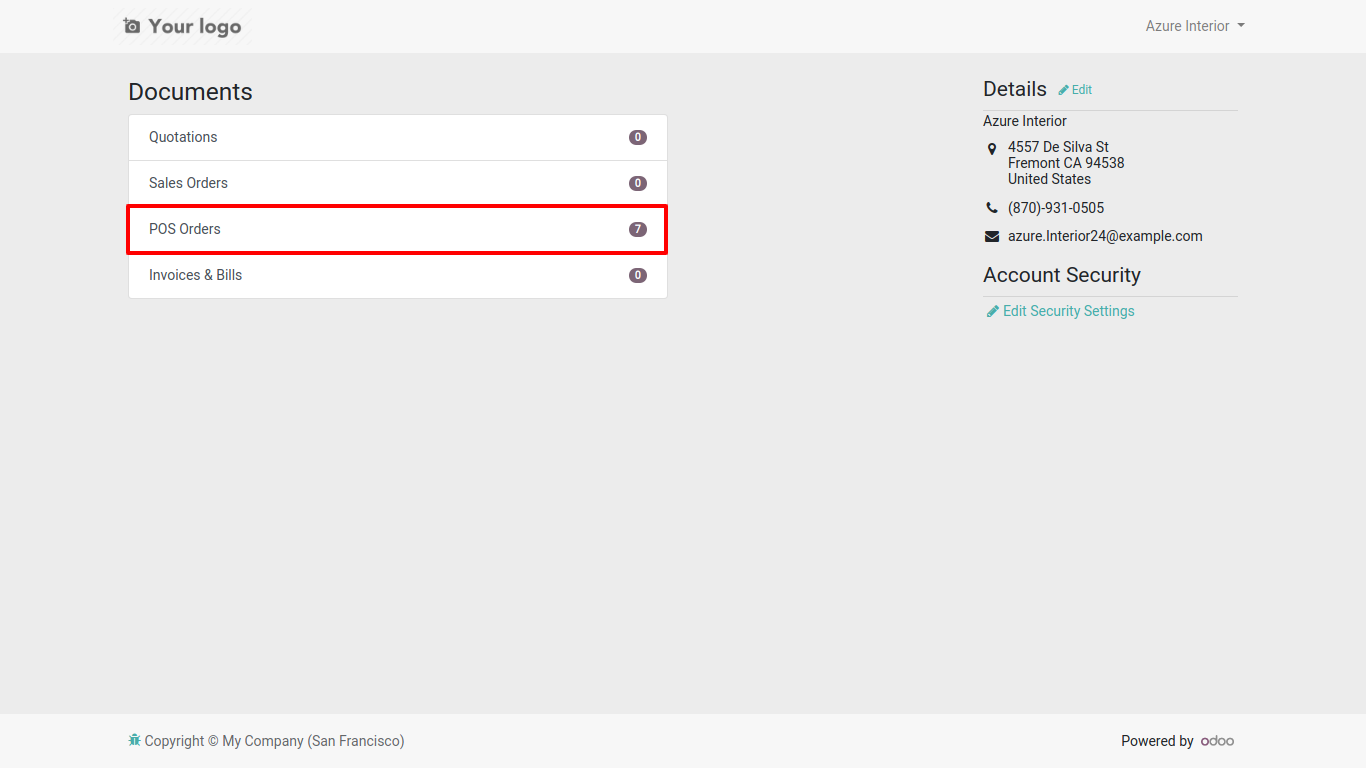 Your logo
Azure Interior
Documents
Quotations 0
Sales Orders 0
POS Orders 7
Invoices & Bills 0
Details Edit
Azure Interior
4557 De Silva St
Fremont CA 94538
United States
(870)-931-0505
azure.Interior24@example.com
Account Security
Edit Security Settings
Copyright © My Company (San Francisco)
Powered by odoo